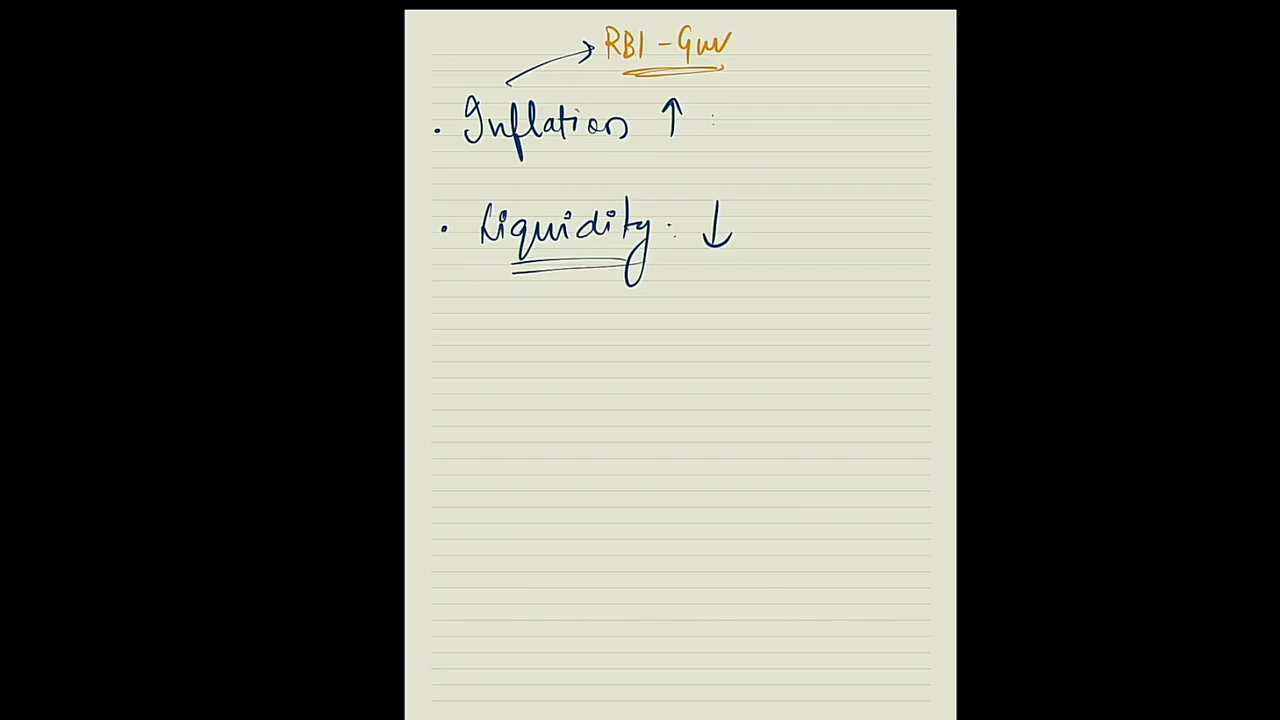 RBI - Guv
• Inflation ↑ :
• Liquidity : ↓